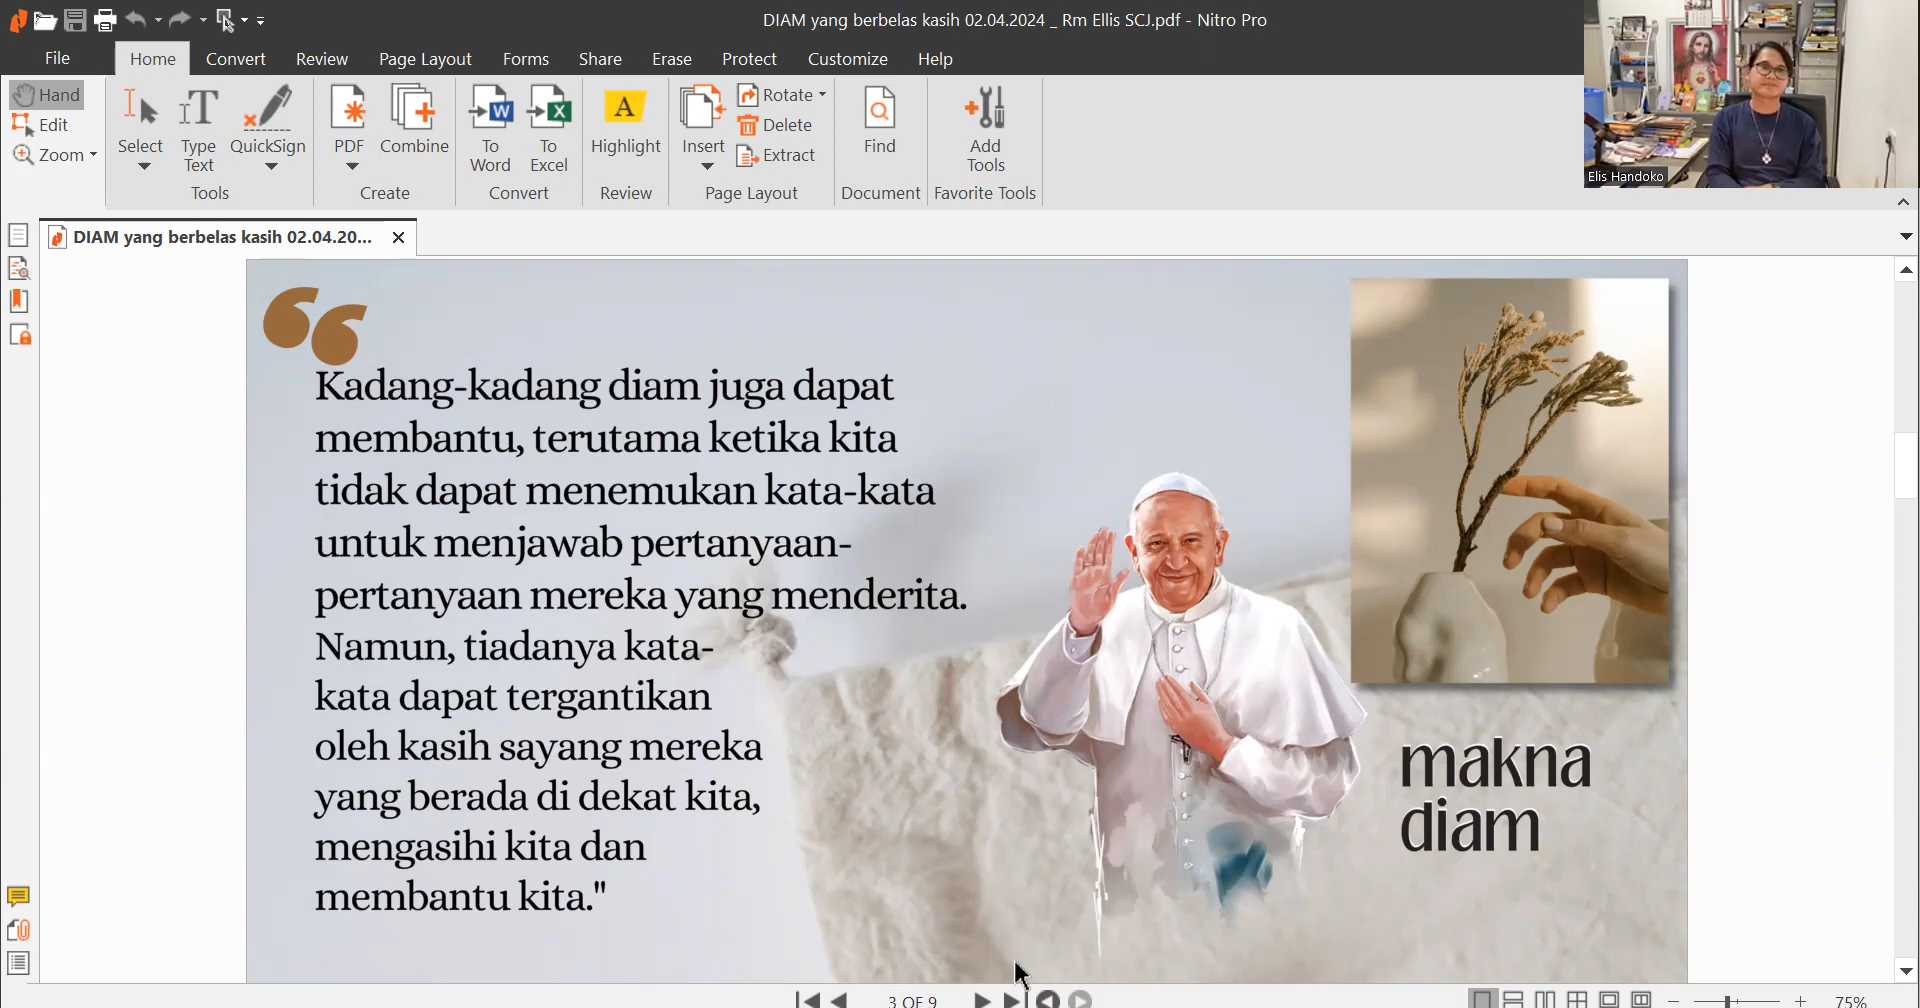 DIAM yang berbelas kasih 02.04.2024 _ Rm Ellis SCJ.pdf - Nitro Pro
File Home Convert Review Page Layout Forms Share Erase Protect Customize Help
Hand
Edit
Zoom
Select
Type Text
QuickSign
Tools
PDF
Combine
Create
To Word
To Excel
Convert
Highlight
Review
Insert
Rotate
Delete
Extract
Page Layout
Find
Document
Add Tools
Favorite Tools
Elis Handoko
DIAM yang berbelas kasih 02.04.20...
Kadang-kadang diam juga dapat
membantu, terutama ketika kita
tidak dapat menemukan kata-kata
untuk menjawab pertanyaan-
pertanyaan mereka yang menderita.
Namun, tiadanya kata-
kata dapat tergantikan
oleh kasih sayang mereka
yang berada di dekat kita,
mengasihi kita dan
membantu kita."
makna
diam
3 OF 9
75%